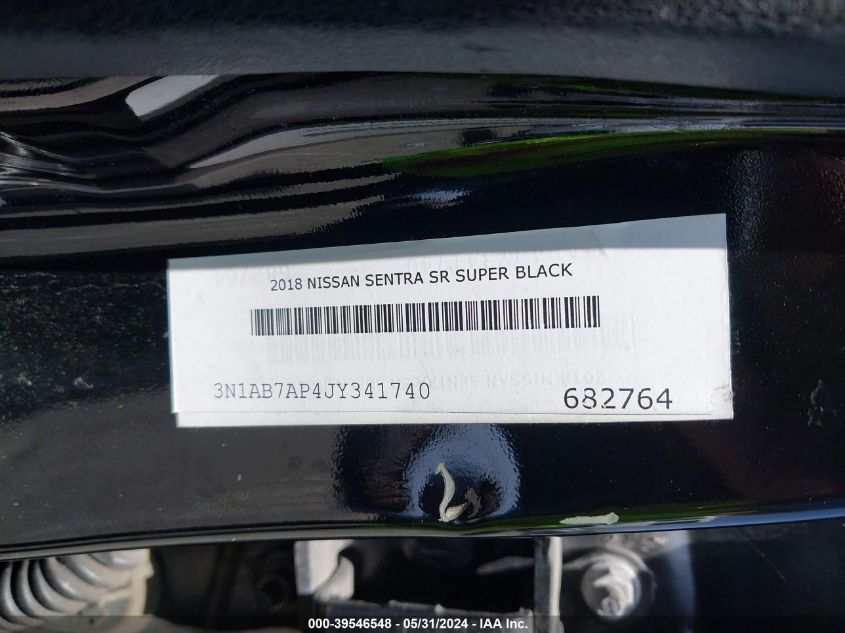 2018 NISSAN SENTRA SR SUPER BLACK
3N1AB7AP4JY341740
682764
000-39546548 - 05/31/2024 - IAA Inc.